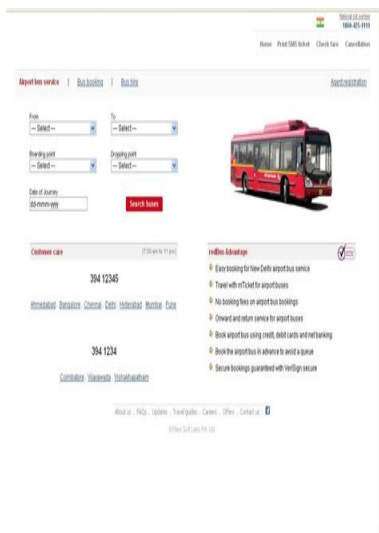 National toll number
1800-425-1111
Home Print SMS ticket Check fare Cancellation
Airport bus service | Bus booking | Bus hire Agent registration
From To
--- Select --- --- Select ---
Boarding point Dropping point
--- Select --- --- Select ---
Date of Journey
dd-mmm-yyyy Search buses
Customer care (7:00 am to 11 pm)
394 12345
Ahmedabad Bangalore Chennai Delhi Hyderabad Mumbai Pune
394 1234
Coimbatore Vijayawada Vishakhapatnam
redBus Advantage
Easy booking for New Delhi airport bus service
Travel with mTicket for airport buses
No booking fees on airport bus bookings
Onward and return service for airport buses
Book airport bus using credit, debit cards and net banking
Book the airport bus in advance to avoid a queue
Secure bookings guaranteed with VeriSign secure
About us . FAQs . Updates . Travel guides . Careers . Offers . Contact us .
Pvt. Ltd.